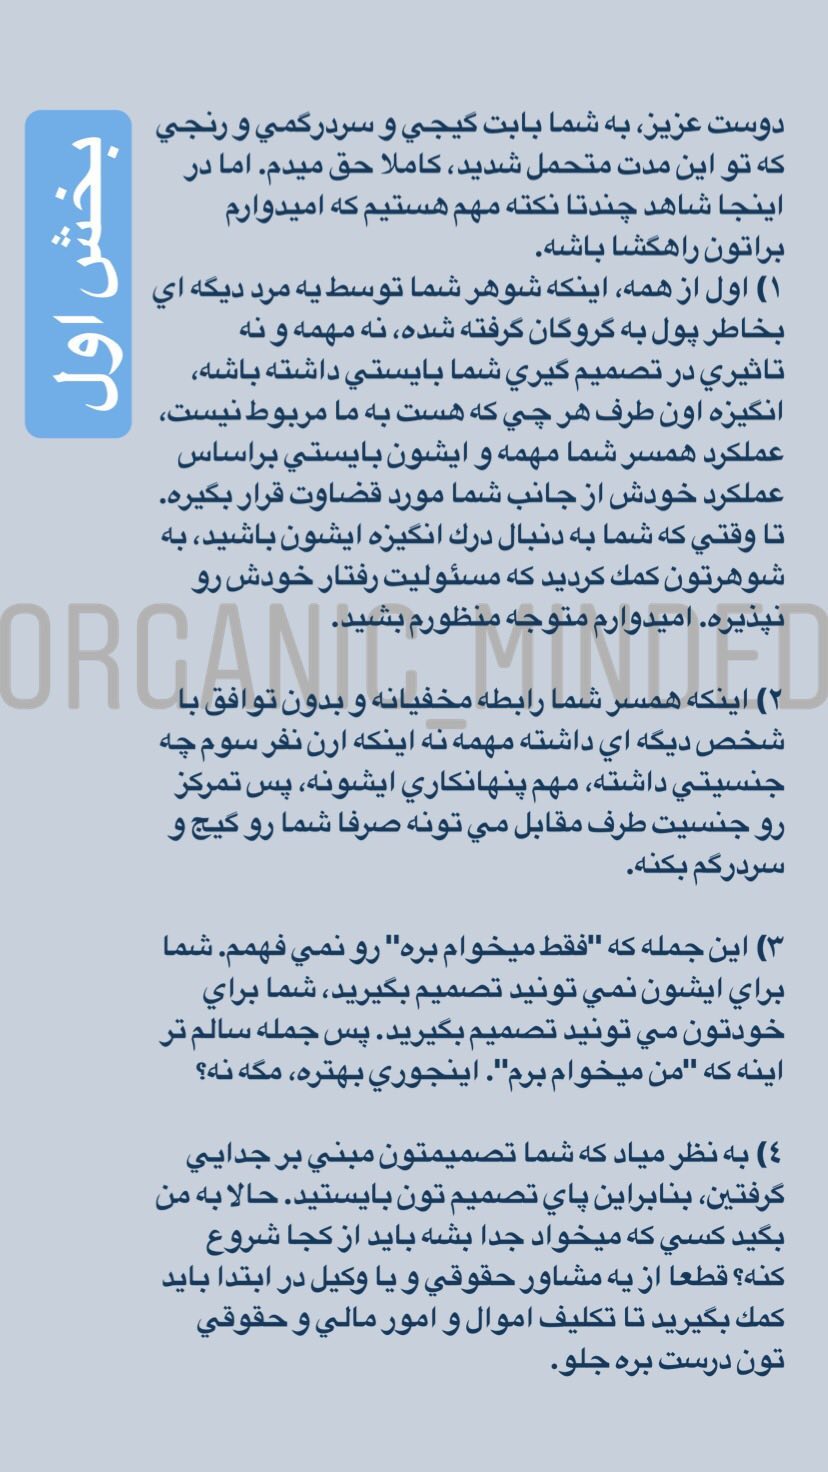 بخش اول
دوست عزيز، به شما بابت گيجي و سردرگمي و رنجي
كه تو اين مدت متحمل شديد، كاملا حق ميدم. اما در
اينجا شاهد چندتا نكته مهم هستيم كه اميدوارم
براتون راهگشا باشه.
١) اول از همه، اينكه شوهر شما توسط يه مرد ديگه اي
بخاطر پول به گروگان گرفته شده، نه مهمه و نه
تاثيري در تصميم گيري شما بايستي داشته باشه،
انگيزه اون طرف هر چي كه هست به ما مربوط نيست،
عملكرد همسر شما مهمه و ايشون بايستي براساس
عملكرد خودش از جانب شما مورد قضاوت قرار بگيره.
تا وقتي كه شما به دنبال درك انگيزه ايشون باشيد، به
شوهرتون كمك كرديد كه مسئوليت رفتار خودش رو
نپذيره. اميدوارم متوجه منظورم بشيد.
ORGANIC_MINDED
٢) اينكه همسر شما رابطه مخفيانه و بدون توافق با
شخص ديگه اي داشته مهمه نه اينكه ارن نفر سوم چه
جنسيتي داشته، مهم پنهانكاري ايشونه، پس تمركز
رو جنسيت طرف مقابل مي تونه صرفا شما رو گيج و
سردرگم بكنه.
٣) اين جمله كه "فقط ميخوام بره" رو نمي فهمم. شما
براي ايشون نمي تونيد تصميم بگيريد، شما براي
خودتون مي تونيد تصميم بگيريد. پس جمله سالم تر
اينه كه "من ميخوام برم". اينجوري بهتره، مگه نه؟
٤) به نظر مياد كه شما تصميمتون مبني بر جدايي
گرفتين، بنابراين پاي تصميم تون بايستيد. حالا به من
بگيد كسي كه ميخواد جدا بشه بايد از كجا شروع
كنه؟ قطعا از يه مشاور حقوقي و يا وكيل در ابتدا بايد
كمك بگيريد تا تكليف اموال و امور مالي و حقوقي
تون درست بره جلو.